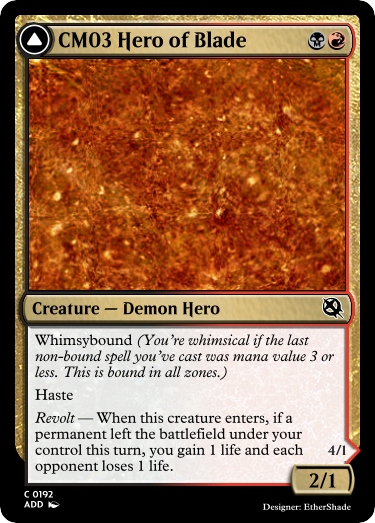 CM03 Hero of Blade
Creature — Demon Hero
Whimsybound (You're whimsical if the last
non-bound spell you've cast was mana value 3 or
less. This is bound in all zones.)
Haste
Revolt — When this creature enters, if a
permanent left the battlefield under your
control this turn, you gain 1 life and each
opponent loses 1 life.
4/1
2/1
C 0192
ADD
Designer: EtherShade